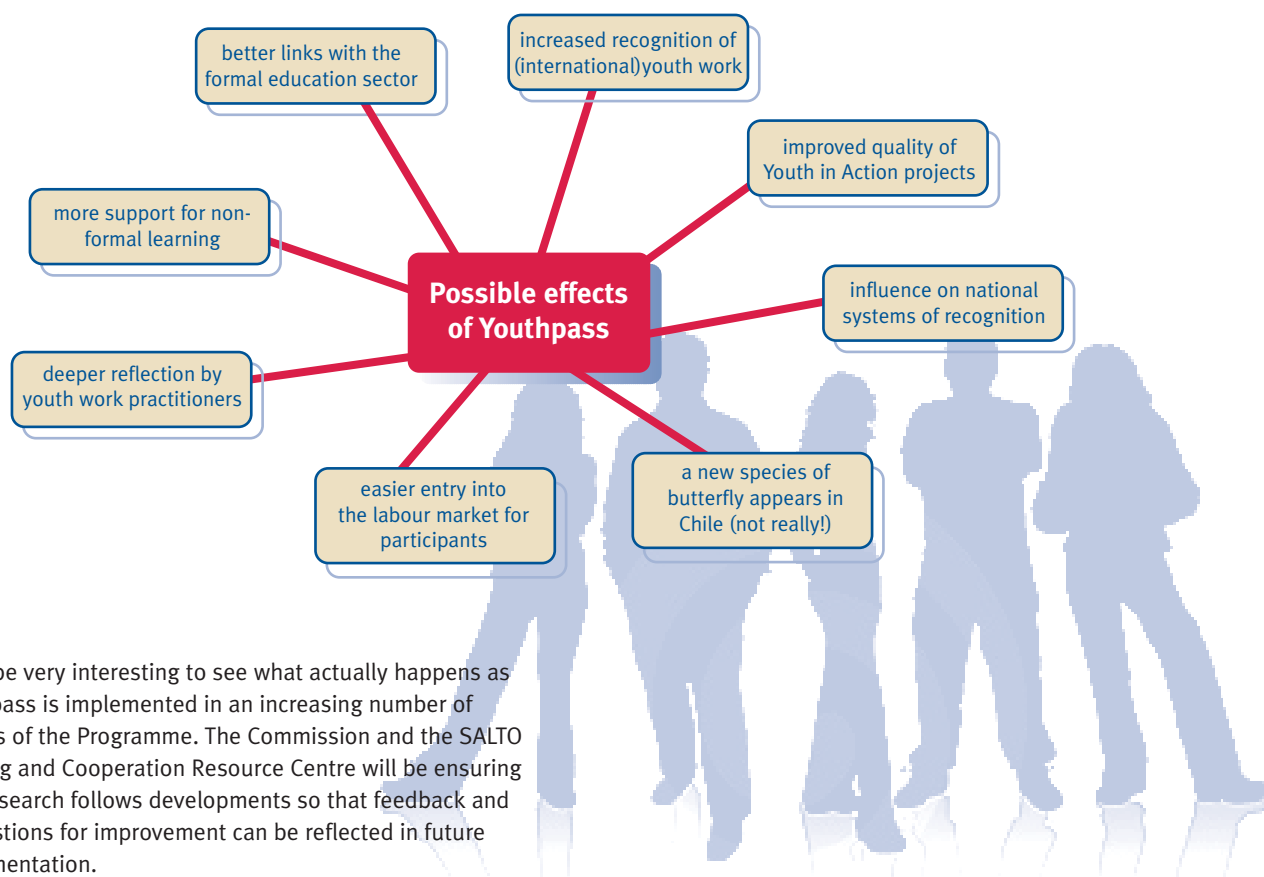 better links with the
formal education sector
increased recognition of
(international)youth work
improved quality of
Youth in Action projects
more support for non-
formal learning
Possible effects
of Youthpass
influence on national
systems of recognition
deeper reflection by
youth work practitioners
easier entry into
the labour market for
participants
a new species of
butterfly appears in
Chile (not really!)
be very interesting to see what actually happens as
pass is implemented in an increasing number of
s of the Programme. The Commission and the SALTO
g and Cooperation Resource Centre will be ensuring
search follows developments so that feedback and
stions for improvement can be reflected in future
mentation.